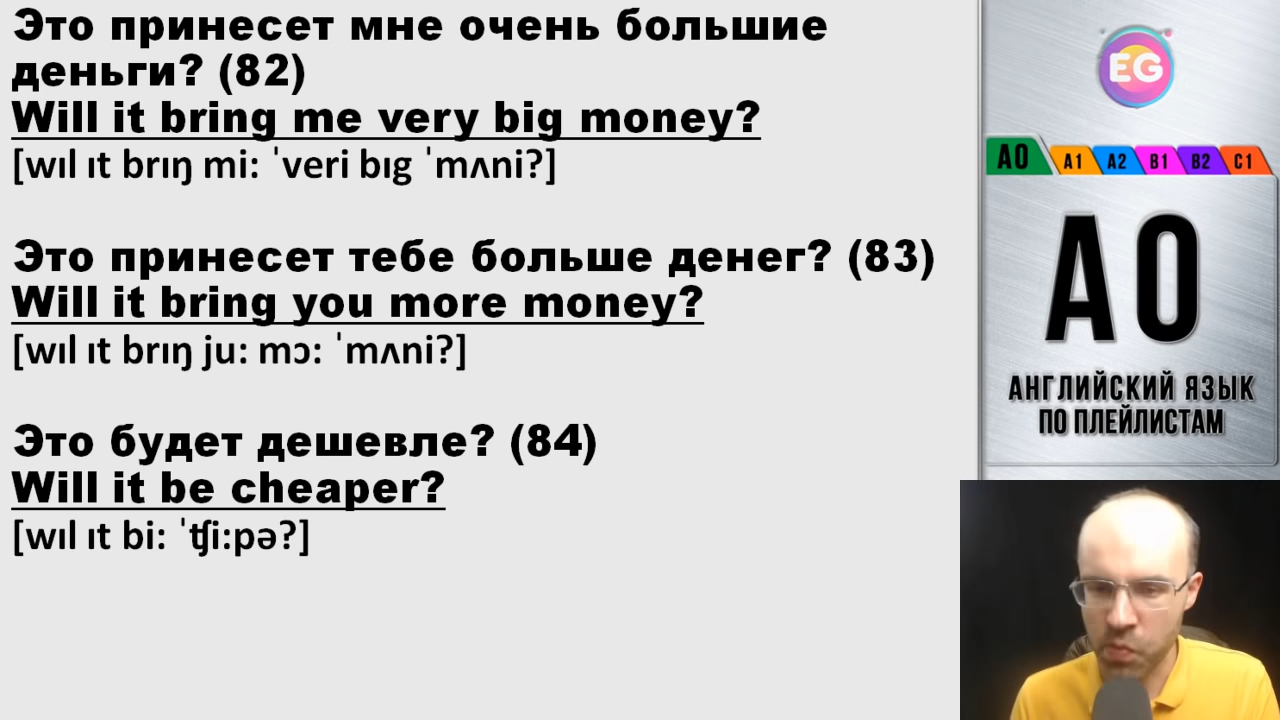 Это принесет мне очень большие
деньги? (82)
Will it bring me very big money?
[wɪl ɪt brɪŋ mi: ˈveri bɪg ˈmʌni?]
Это принесет тебе больше денег? (83)
Will it bring you more money?
[wɪl ɪt brɪŋ ju: mɔ: ˈmʌni?]
Это будет дешевле? (84)
Will it be cheaper?
[wɪl ɪt bi: ˈʧi:pə?]
EG
A0 A1 A2 B1 B2 C1
A0
АНГЛИЙСКИЙ ЯЗЫК
ПО ПЛЕЙЛИСТАМ